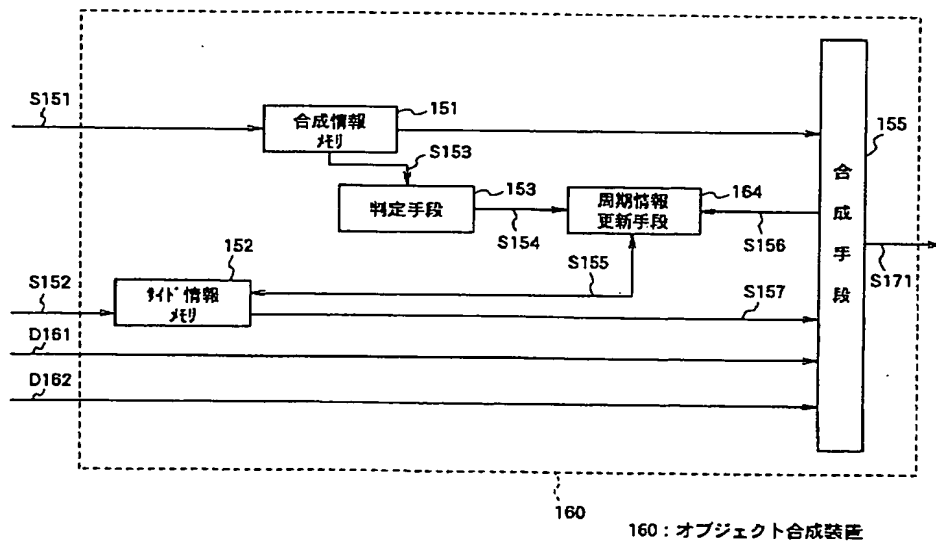 S151
合成情報
メモリ
151
S153
判定手段
153
S154
周期情報
更新手段
164
S156
155
合
成
手
段
S171
S155
152
S152
サイド情報
メモリ
S157
D161
D162
160
160:オブジェクト合成装置